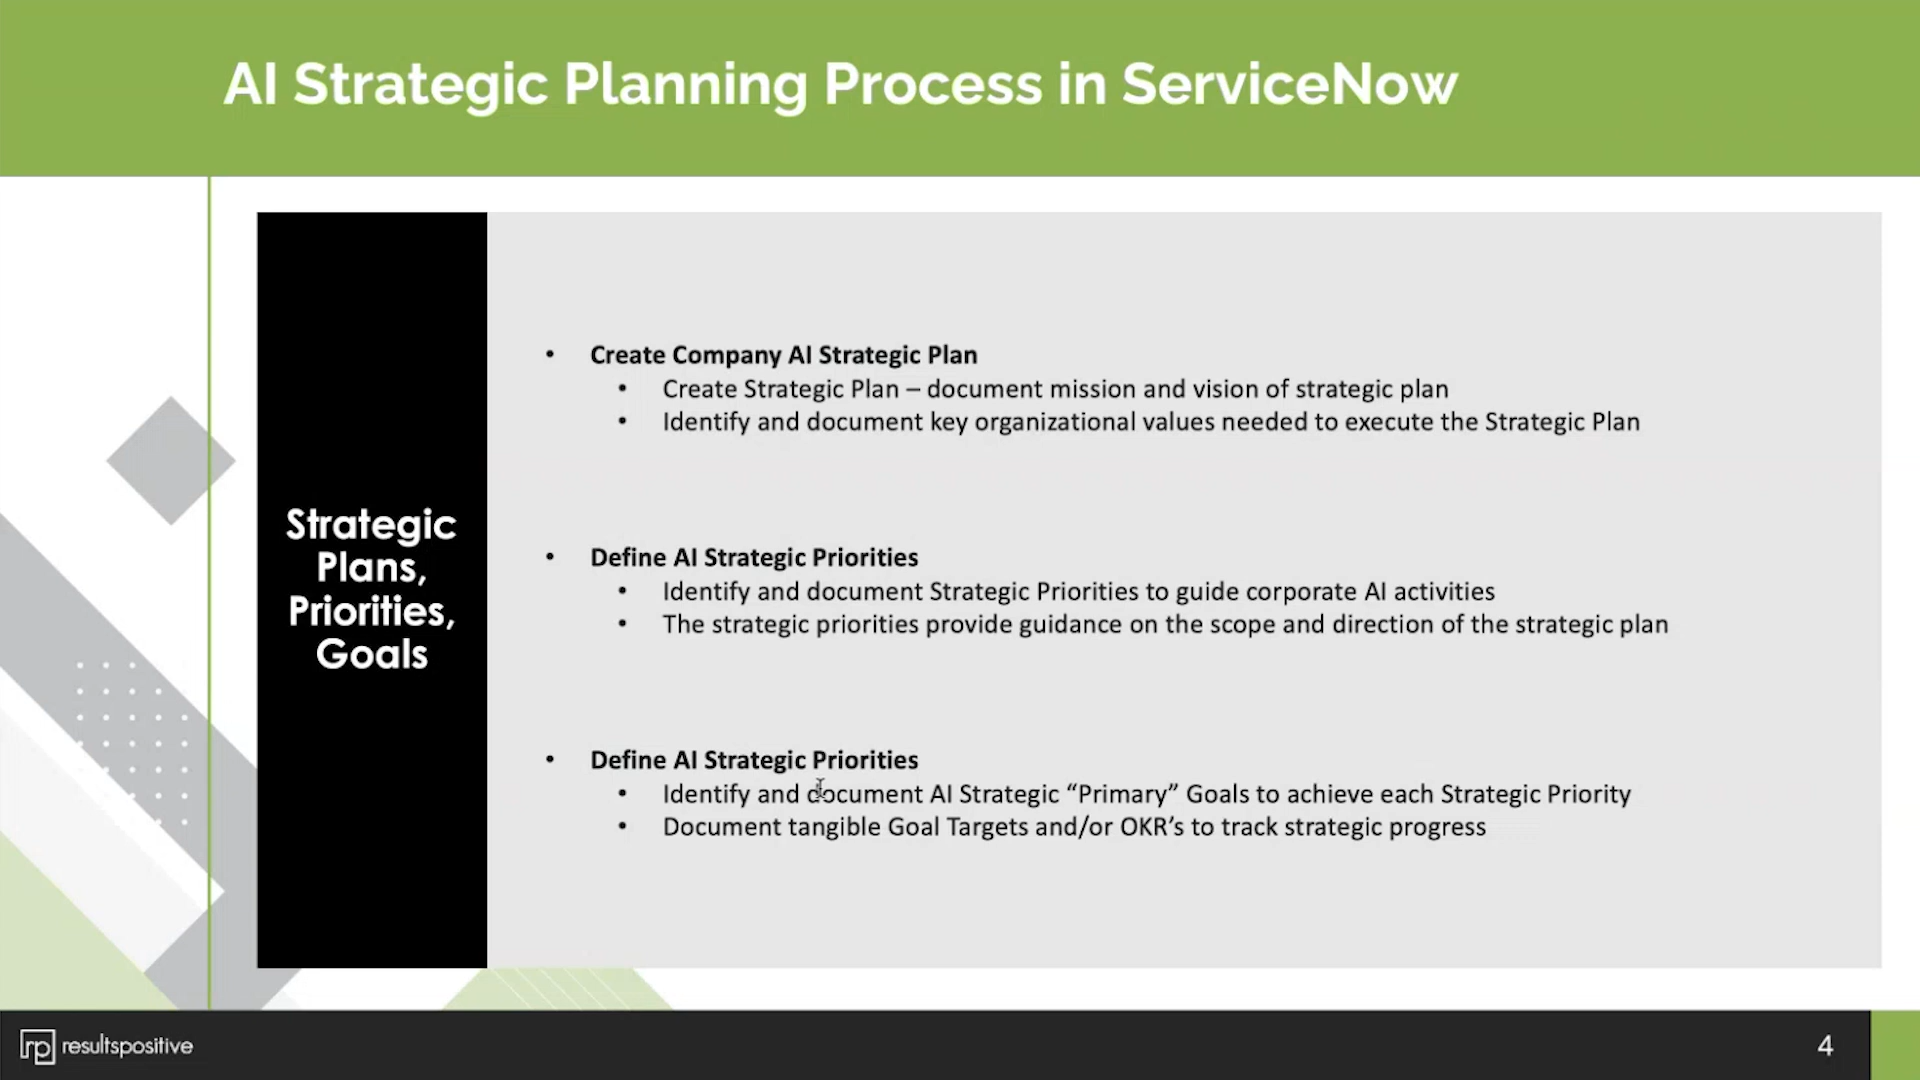 AI Strategic Planning Process in ServiceNow
Strategic
Plans,
Priorities,
Goals
• Create Company AI Strategic Plan
• Create Strategic Plan – document mission and vision of strategic plan
• Identify and document key organizational values needed to execute the Strategic Plan
• Define AI Strategic Priorities
• Identify and document Strategic Priorities to guide corporate AI activities
• The strategic priorities provide guidance on the scope and direction of the strategic plan
• Define AI Strategic Priorities
• Identify and document AI Strategic “Primary” Goals to achieve each Strategic Priority
• Document tangible Goal Targets and/or OKR’s to track strategic progress
rp resultspositive
4